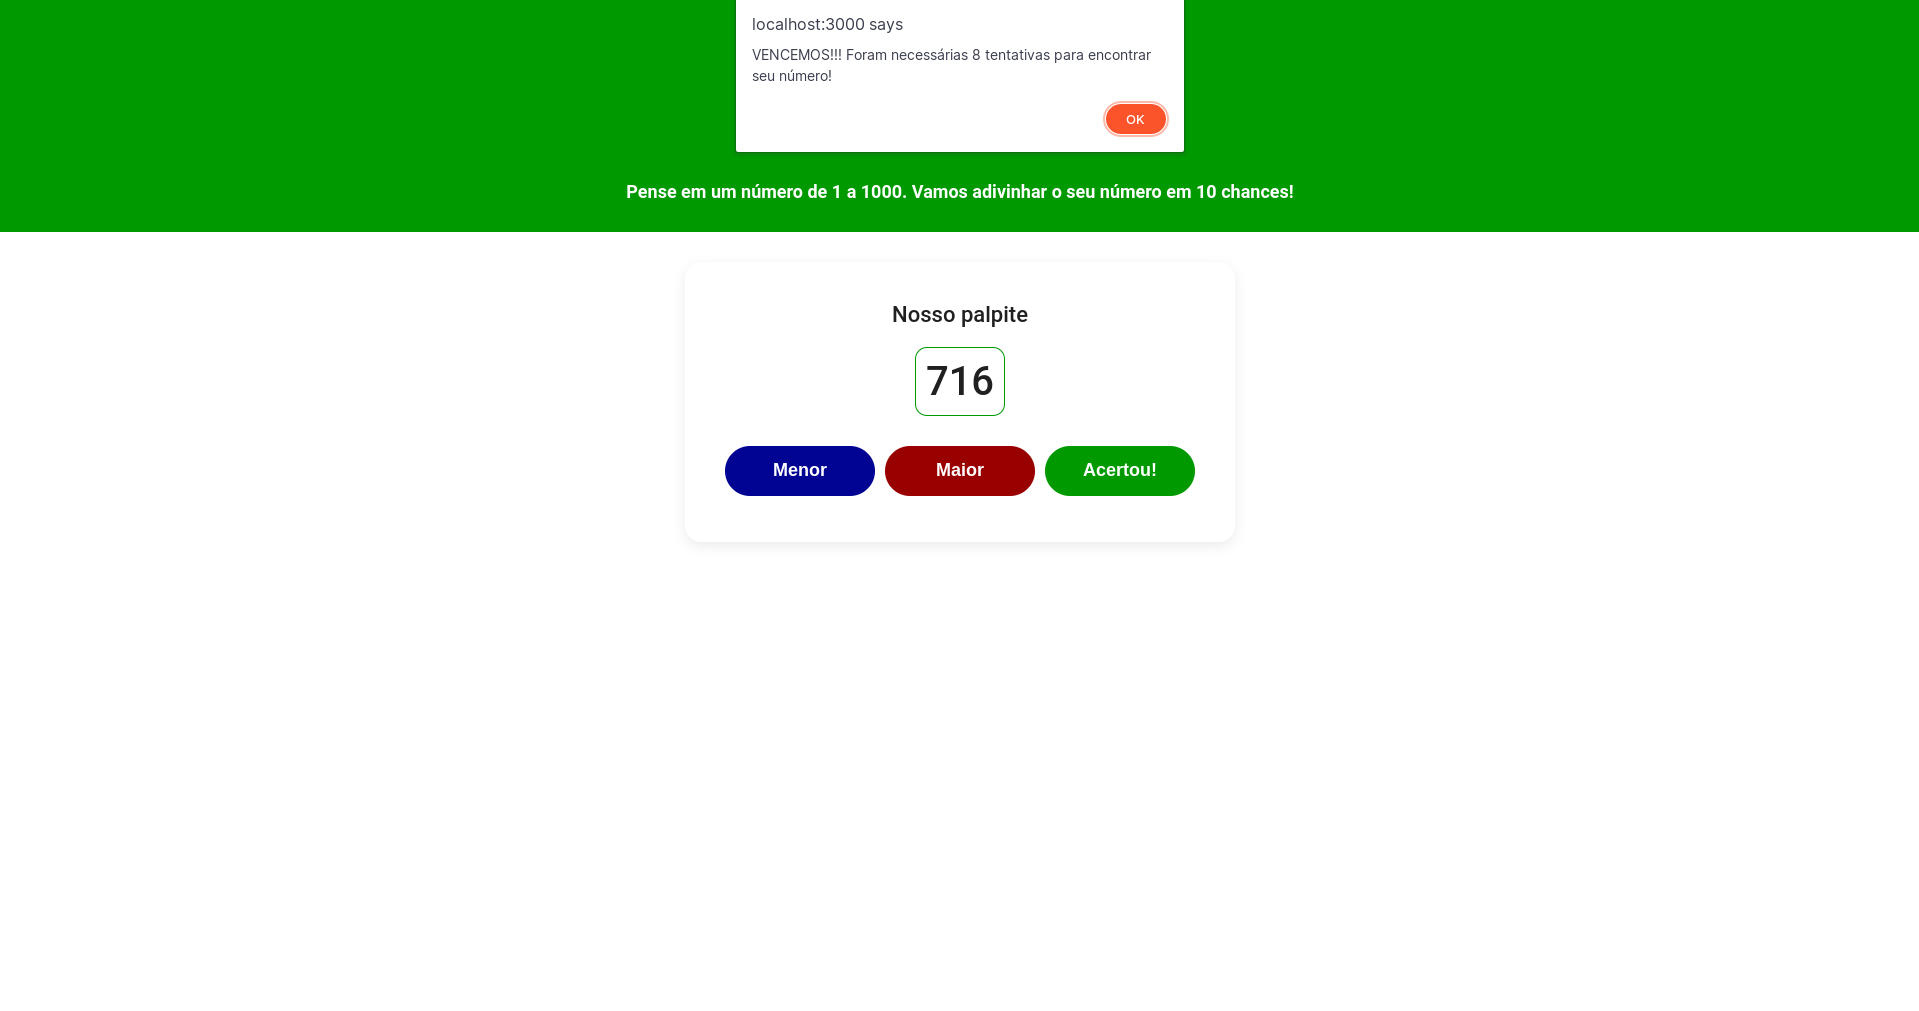 localhost:3000 says
VENCEMOS!!! Foram necessárias 8 tentativas para encontrar
seu número!
OK
Pense em um número de 1 a 1000. Vamos adivinhar o seu número em 10 chances!
Nosso palpite
716
Menor Maior Acertou!